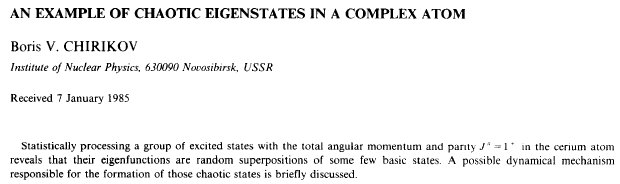 AN EXAMPLE OF CHAOTIC EIGENSTATES IN A COMPLEX ATOM
Boris V. CHIRIKOV
Institute of Nuclear Physics, 630090 Novosibirsk, USSR
Received 7 January 1985
Statistically processing a group of excited states with the total angular momentum and parity J^π = 1^+ in the cerium atom
reveals that their eigenfunctions are random superpositions of some few basic states. A possible dynamical mechanism
responsible for the formation of those chaotic states is briefly discussed.